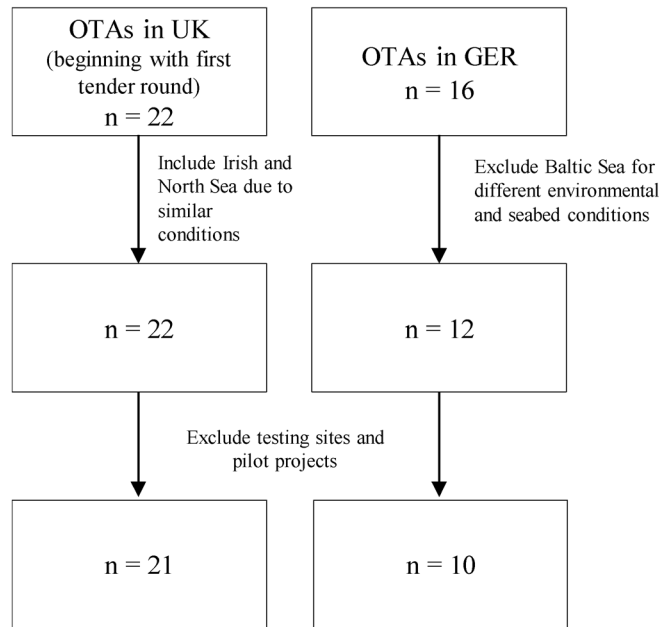 OTAs in UK
(beginning with first
tender round)
n = 22
OTAs in GER
n = 16
Include Irish and
North Sea due to
similar
conditions
Exclude Baltic Sea for
different environmental
and seabed conditions
n = 22
n = 12
Exclude testing sites and
pilot projects
n = 21
n = 10